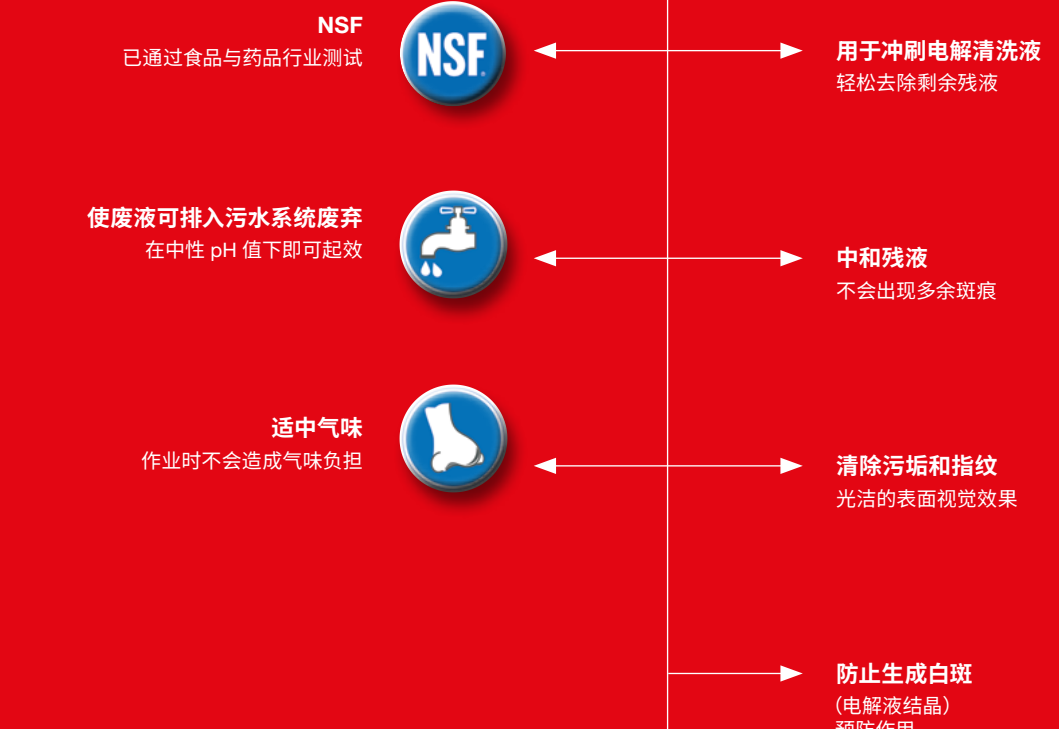 NSF
已通过食品与药品行业测试
NSF
用于冲刷电解清洗液
轻松去除剩余残液
使废液可排入污水系统废弃
在中性 pH 值下即可起效
中和残液
不会出现多余斑痕
适中气味
作业时不会造成气味负担
清除污垢和指纹
光洁的表面视觉效果
防止生成白斑
（电解液结晶）
预防作用